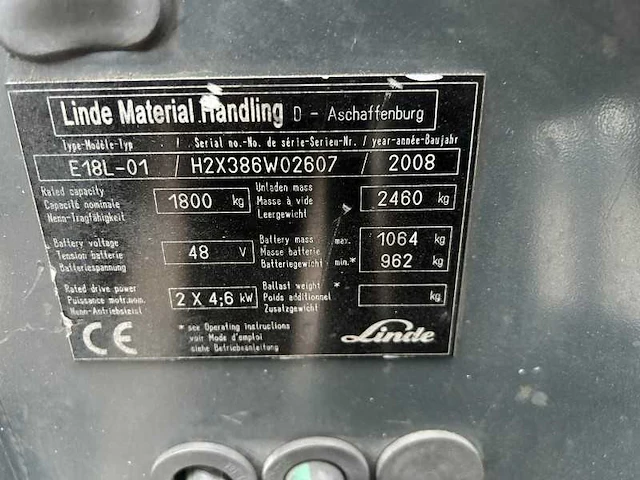 Linde Material Handling D - Aschaffenburg
Type-Modèle-Typ / Serial no.-No. de série-Serien-Nr. / year-année-Baujahr
E18L-01 / H2X386W02607 / 2008
Rated capacity
Capacité nominale
Nenn-Tragfähigkeit
1800 kg
Unladen mass
Masse à vide
Leergewicht
2460 kg
Battery voltage
Tension batterie
Batteriespannung
48 V
Battery mass max.
Masse batterie
Batteriegewicht min.*
1064 kg
962 kg
Rated drive power
Puissance motr.nom.
Nenn-Antriebsleist
2 X 4,6 kW
Ballast weight *
Poids additionnel
Zusatzgewicht
kg
* see Operating instructions
voir Mode d'emploi
siehe Betriebsanleitung
CE
Linde